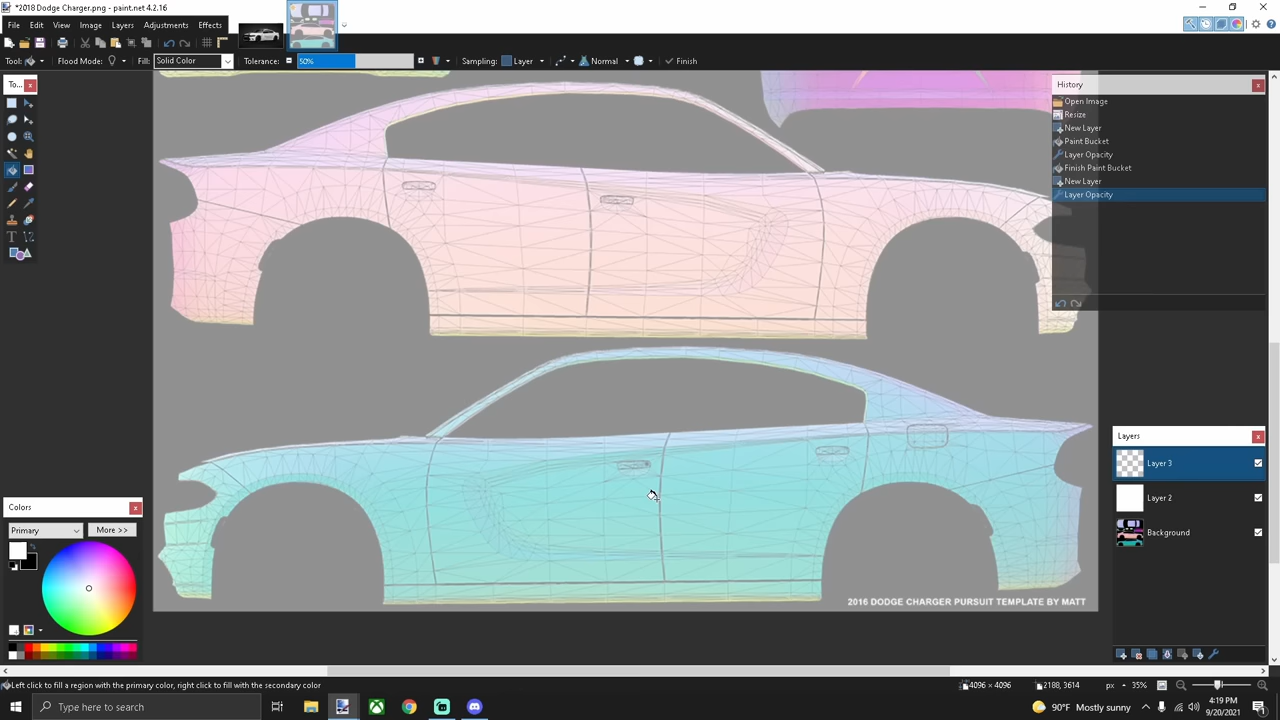 *2018 Dodge Charger.png - paint.net 4.2.16
File Edit View Image Layers Adjustments Effects
Tool: Fill: Solid Color Tolerance: 50% Sampling: Layer Normal Finish
Flood Mode:
To...
History
Open Image
Resize
New Layer
Paint Bucket
Layer Opacity
Finish Paint Bucket
New Layer
Layer Opacity
Layers
Layer 3
Layer 2
Background
Colors
Primary
More >>
2016 DODGE CHARGER PURSUIT TEMPLATE BY MATT
Left click to fill a region with the primary color, right click to fill with the secondary color
4096 × 4096
2188, 3614
px
35%
Type here to search
90°F Mostly sunny
4:19 PM
9/20/2021